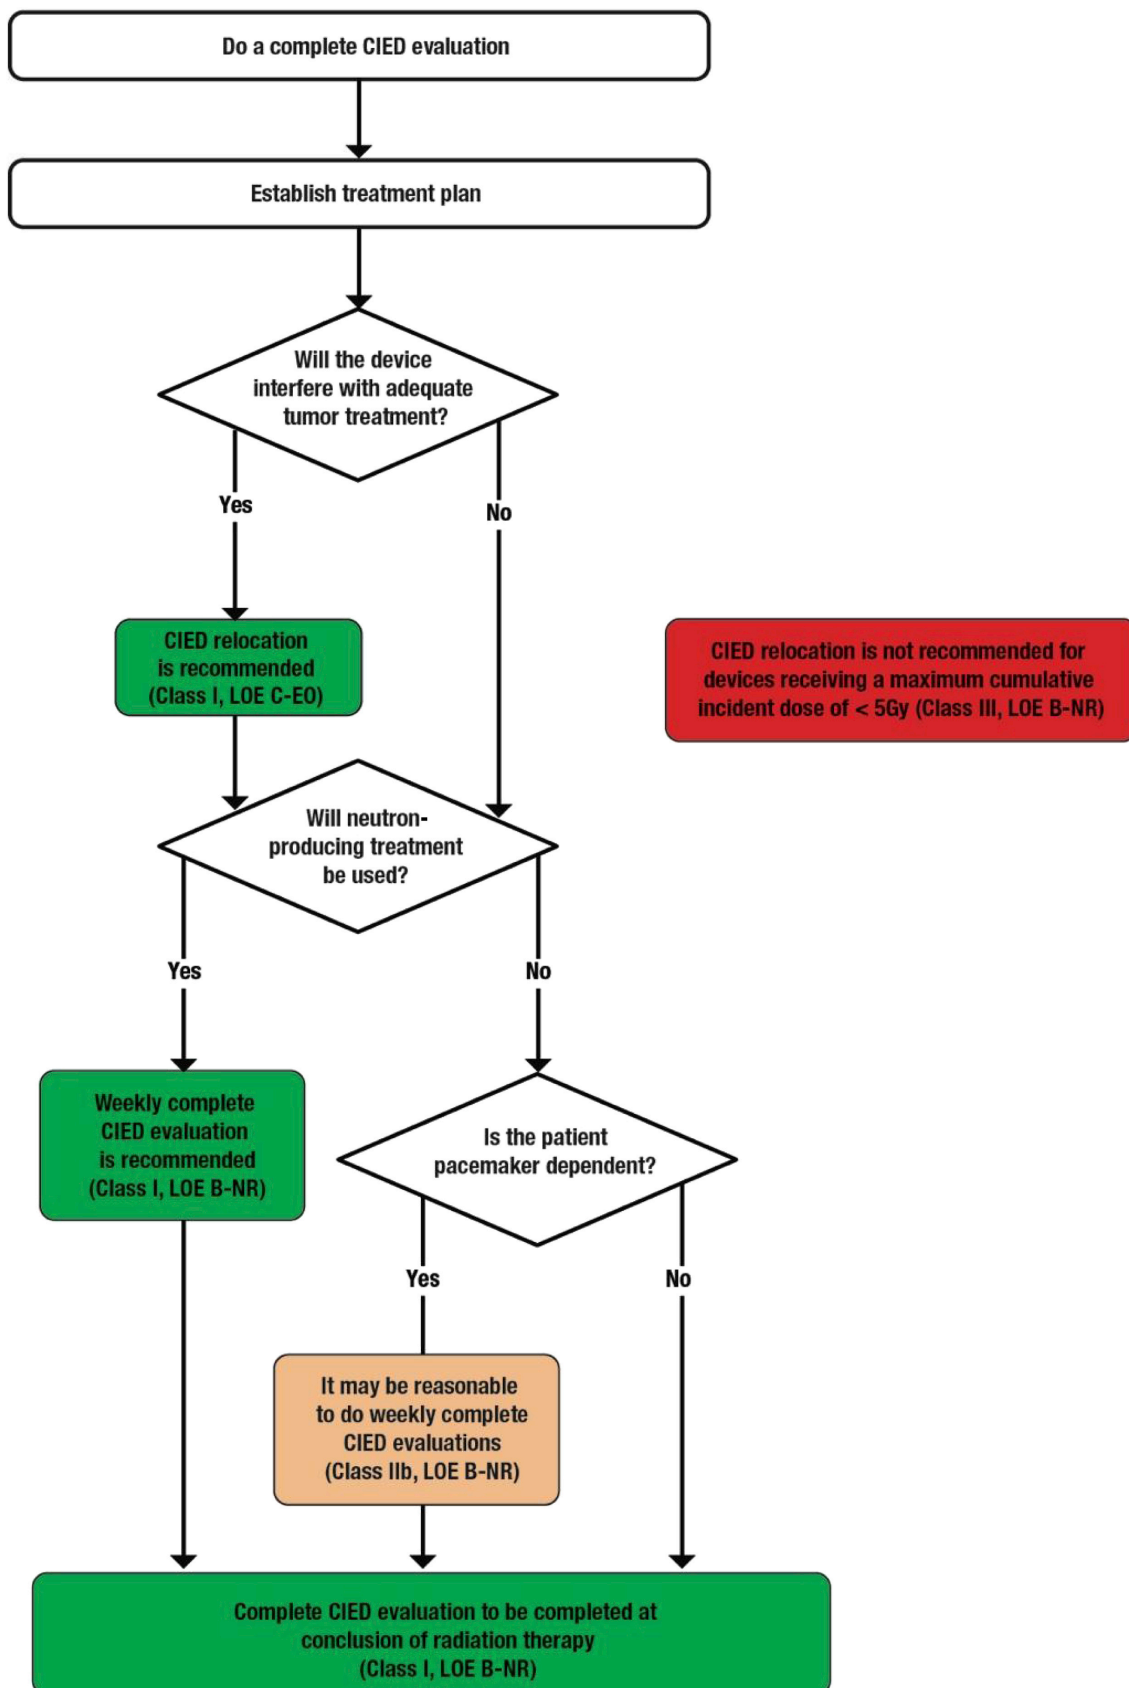 Do a complete CIED evaluation
Establish treatment plan
Will the device
interfere with adequate
tumor treatment?
Yes
No
CIED relocation
is recommended
(Class I, LOE C-EO)
CIED relocation is not recommended for
devices receiving a maximum cumulative
incident dose of < 5Gy (Class III, LOE B-NR)
Will neutron-
producing treatment
be used?
Yes
No
Weekly complete
CIED evaluation
is recommended
(Class I, LOE B-NR)
Is the patient
pacemaker dependent?
Yes
No
It may be reasonable
to do weekly complete
CIED evaluations
(Class IIb, LOE B-NR)
Complete CIED evaluation to be completed at
conclusion of radiation therapy
(Class I, LOE B-NR)